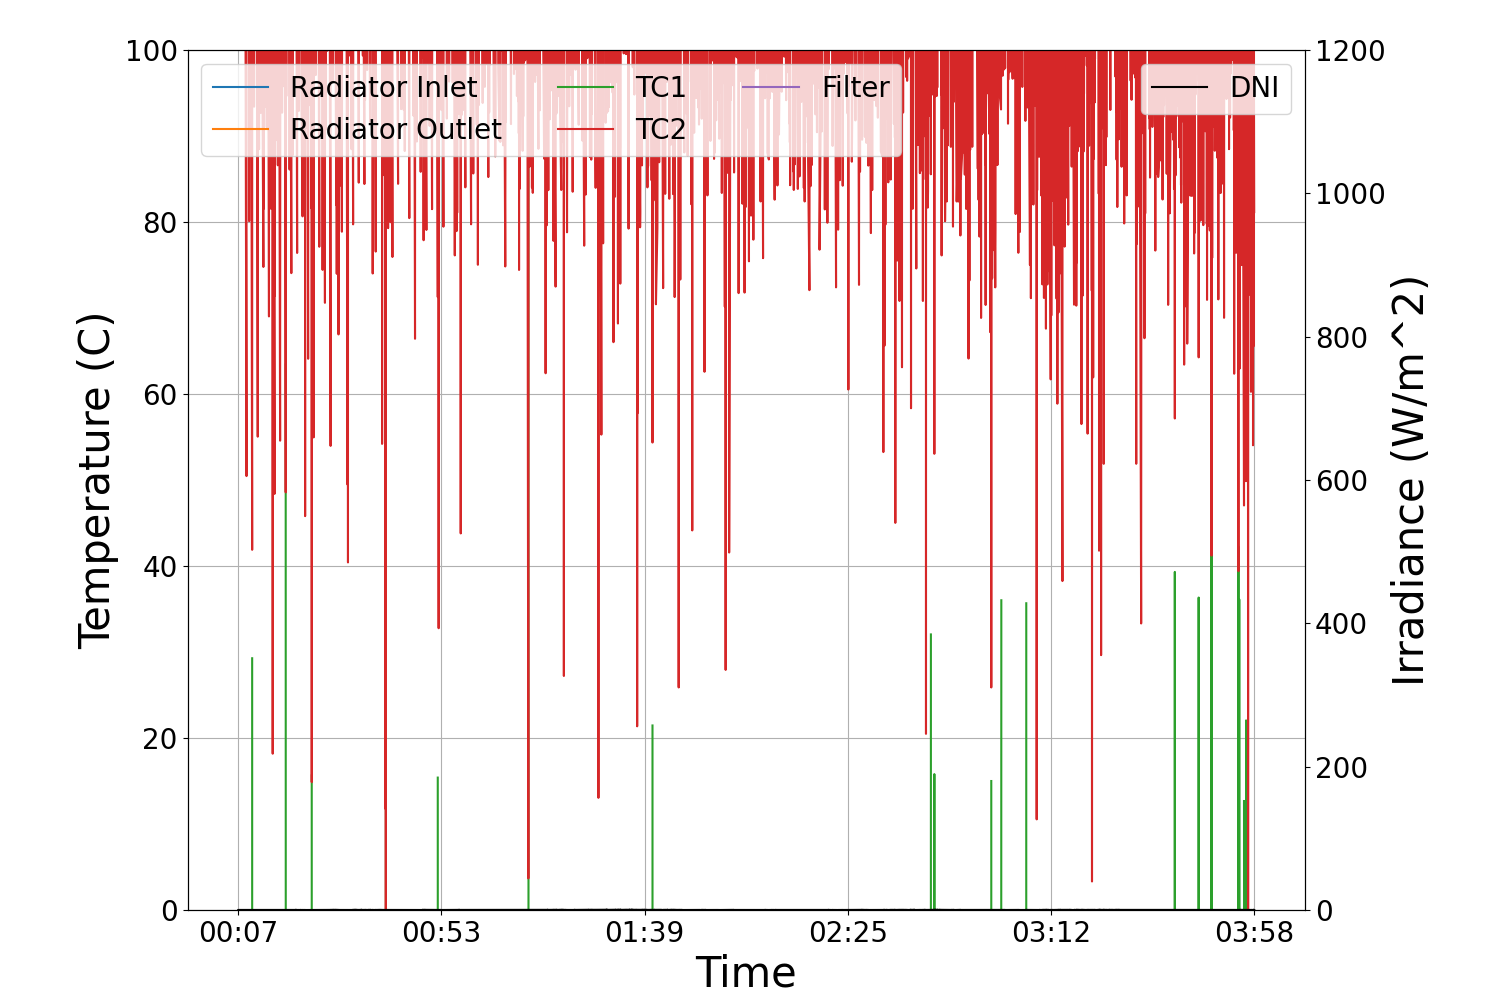 100
80
60
40
20
0
Temperature (C)
Radiator Inlet
Radiator Outlet
TC1
TC2
Filter
DNI
1200
1000
800
600
400
200
0
Irradiance (W/m^2)
00:07 00:53 01:39 02:25 03:12 03:58
Time